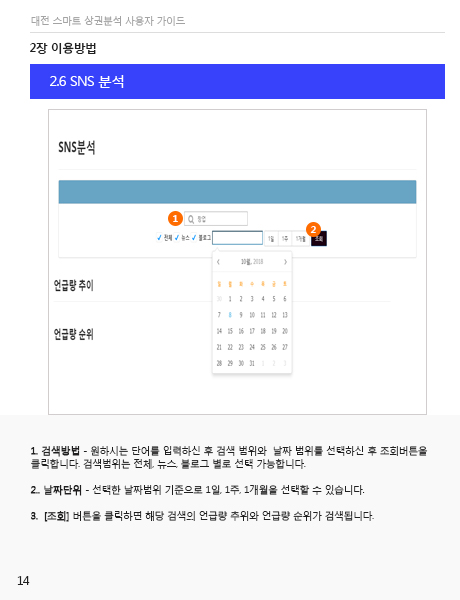 대전 스마트 상권분석 사용자 가이드
2장 이용방법
2.6 SNS 분석
SNS분석
1
창업
2
✓ 전체 ✓ 뉴스 ✓ 블로그 1일 1주 1개월 조회
10월, 2018
언급량 추이
일 월 화 수 목 금 토
30 1 2 3 4 5 6
7 8 9 10 11 12 13
14 15 16 17 18 19 20
언급량 순위
21 22 23 24 25 26 27
28 29 30 31 1 2 3
1. 검색방법 - 원하시는 단어를 입력하신 후 검색 범위와 날짜 범위를 선택하신 후 조회버튼을
클릭합니다. 검색범위는 전체, 뉴스, 블로그 별로 선택 가능합니다.
2.. 날짜단위 - 선택한 날짜범위 기준으로 1일, 1주, 1개월을 선택할 수 있습니다.
3. [조회] 버튼을 클릭하면 해당 검색의 언급량 추위와 언급량 순위가 검색됩니다.
14